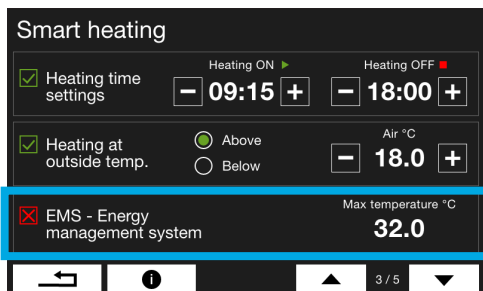 Smart heating
Heating time
settings
Heating ON
− 09:15 +
Heating OFF
− 18:00 +
Heating at
outside temp.
Above
Below
Air °C
− 18.0 +
EMS - Energy
management system
Max temperature °C
32.0
3 / 5